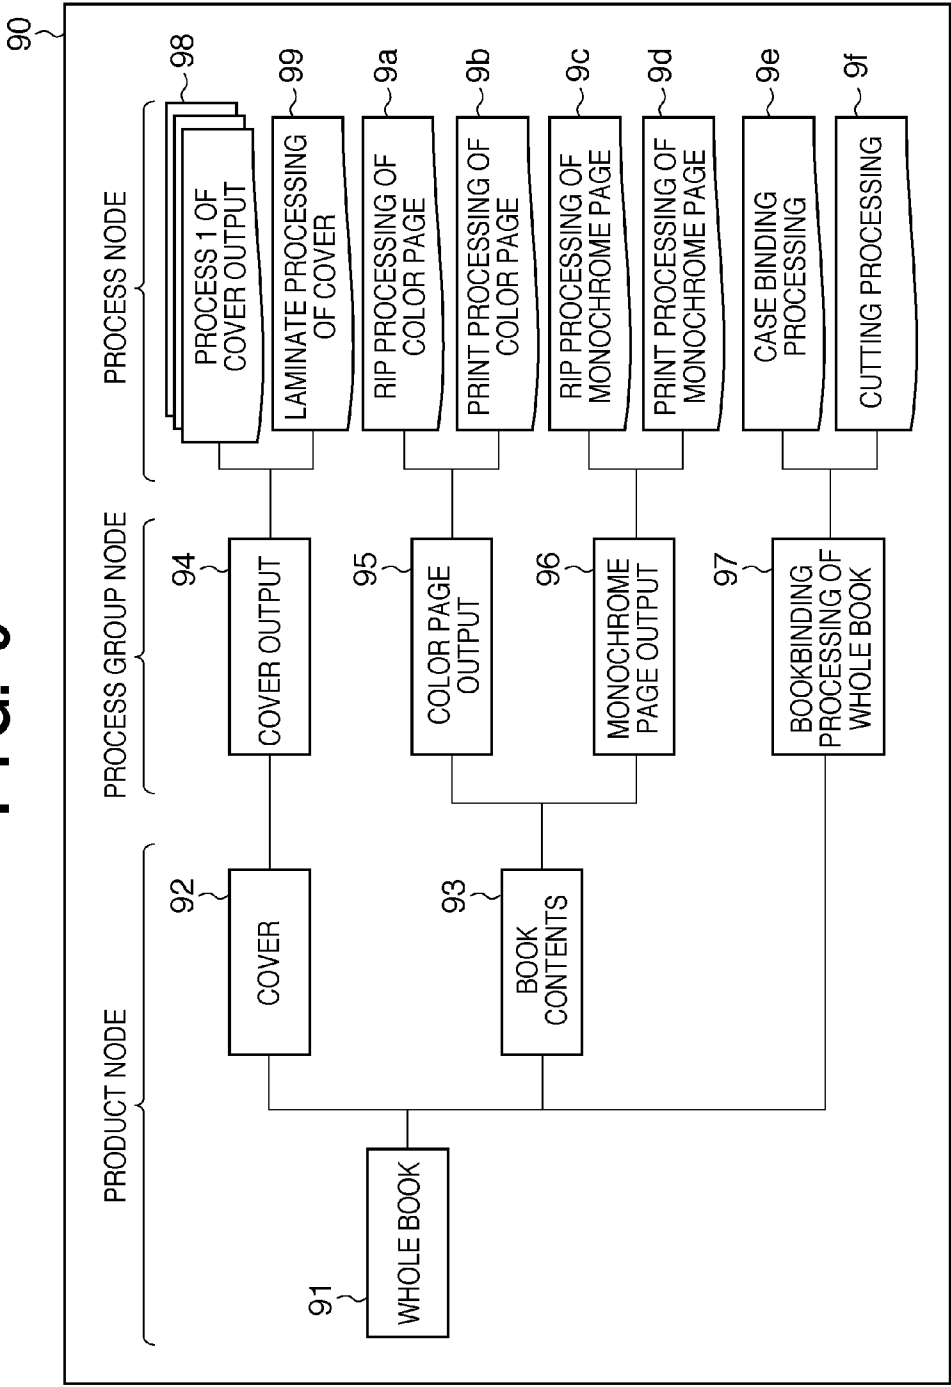 90
PRODUCT NODE
PROCESS GROUP NODE
PROCESS NODE
91
WHOLE BOOK
92
COVER
93
BOOK
CONTENTS
94
COVER OUTPUT
95
COLOR PAGE
OUTPUT
96
MONOCHROME
PAGE OUTPUT
97
BOOKBINDING
PROCESSING OF
WHOLE BOOK
98
PROCESS 1 OF
COVER OUTPUT
99
LAMINATE PROCESSING
OF COVER
9a
RIP PROCESSING OF
COLOR PAGE
9b
PRINT PROCESSING OF
COLOR PAGE
9c
RIP PROCESSING OF
MONOCHROME PAGE
9d
PRINT PROCESSING OF
MONOCHROME PAGE
9e
CASE BINDING
PROCESSING
9f
CUTTING PROCESSING